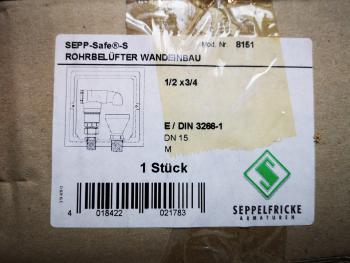 SEPP-Safe®-S
Mod. Nr. 8151
ROHRBELÜFTER WANDEINBAU
1/2 x3/4
E / DIN 3266-1
DN 15
M
1 Stück
4 018422 021783
SEPPELFRICKE
ARMATUREN